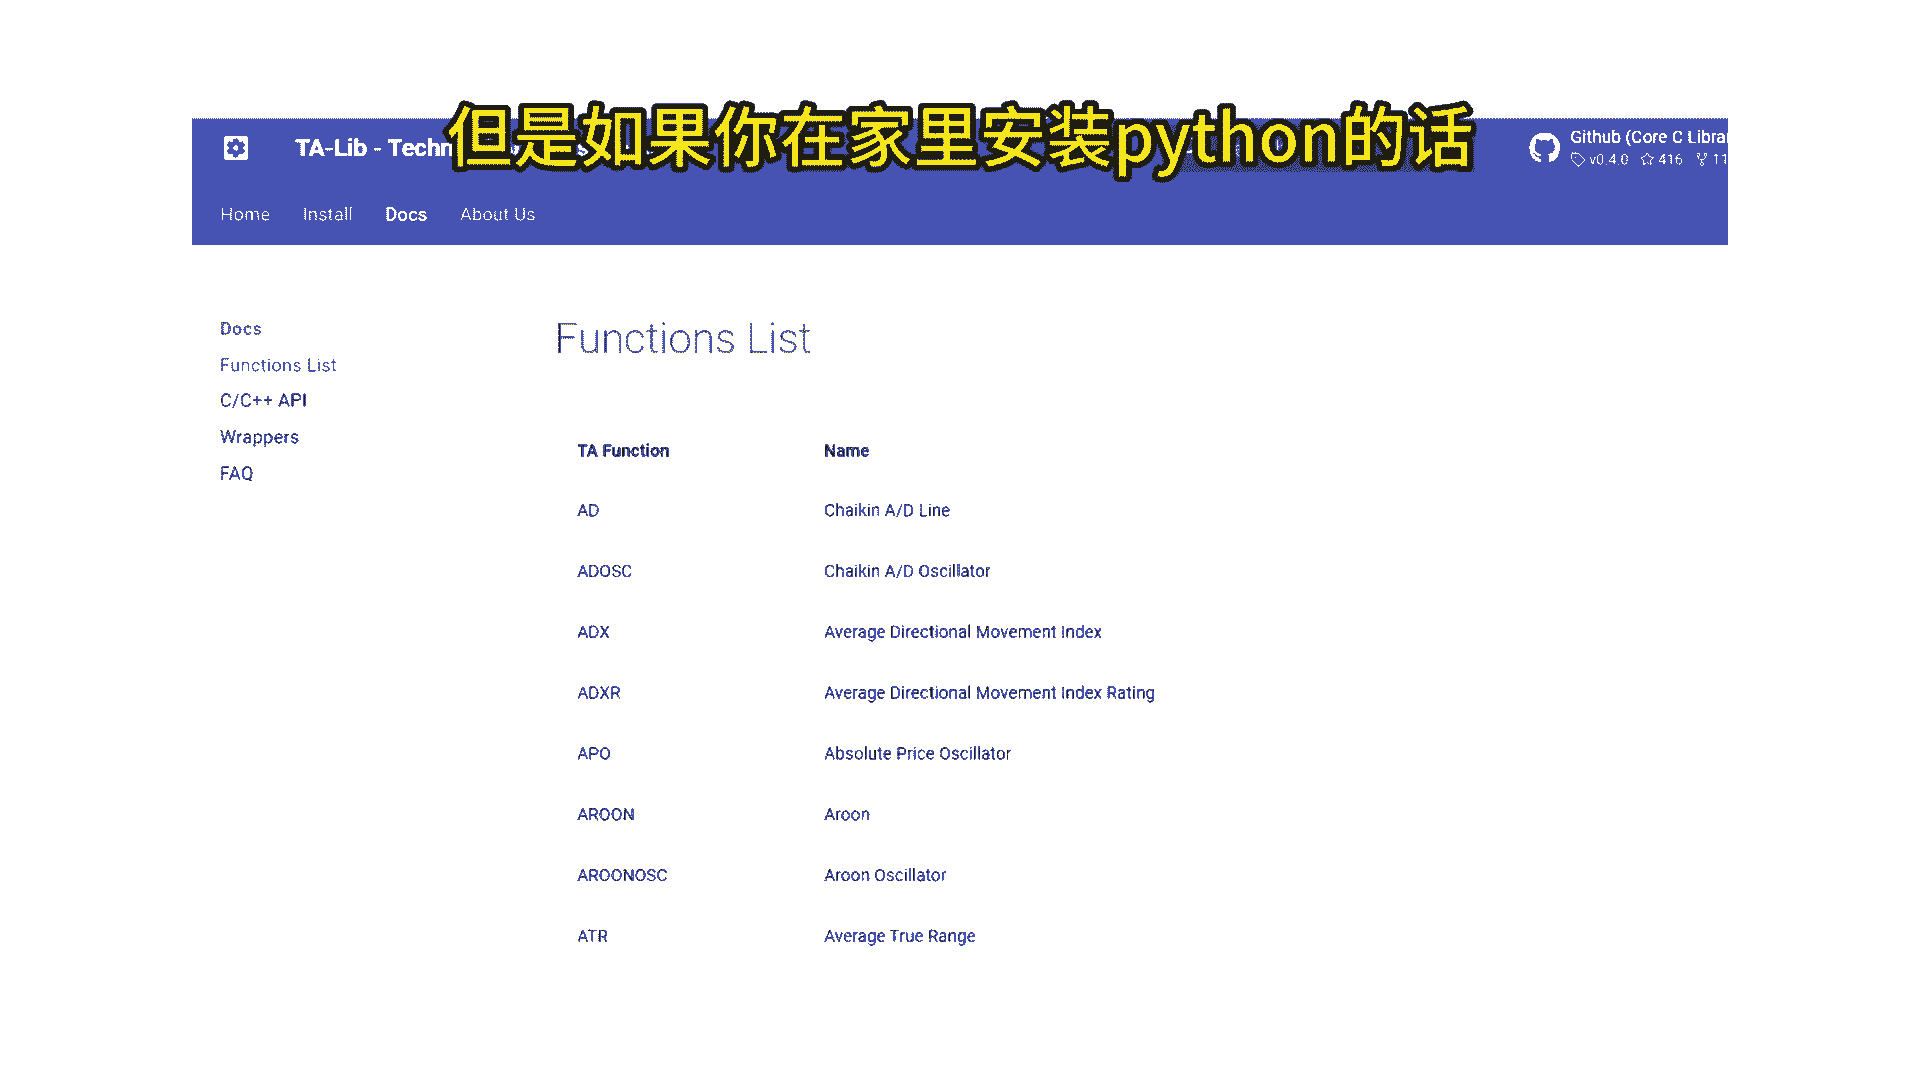 但是如果你在家里安装python的话
TA-Lib - Techn
Github (Core C Librar
v0.4.0 416 11
Home Install Docs About Us
Docs
Functions List
C/C++ API
Wrappers
FAQ
Functions List
TA Function Name
AD Chaikin A/D Line
ADOSC Chaikin A/D Oscillator
ADX Average Directional Movement Index
ADXR Average Directional Movement Index Rating
APO Absolute Price Oscillator
AROON Aroon
AROONOSC Aroon Oscillator
ATR Average True Range